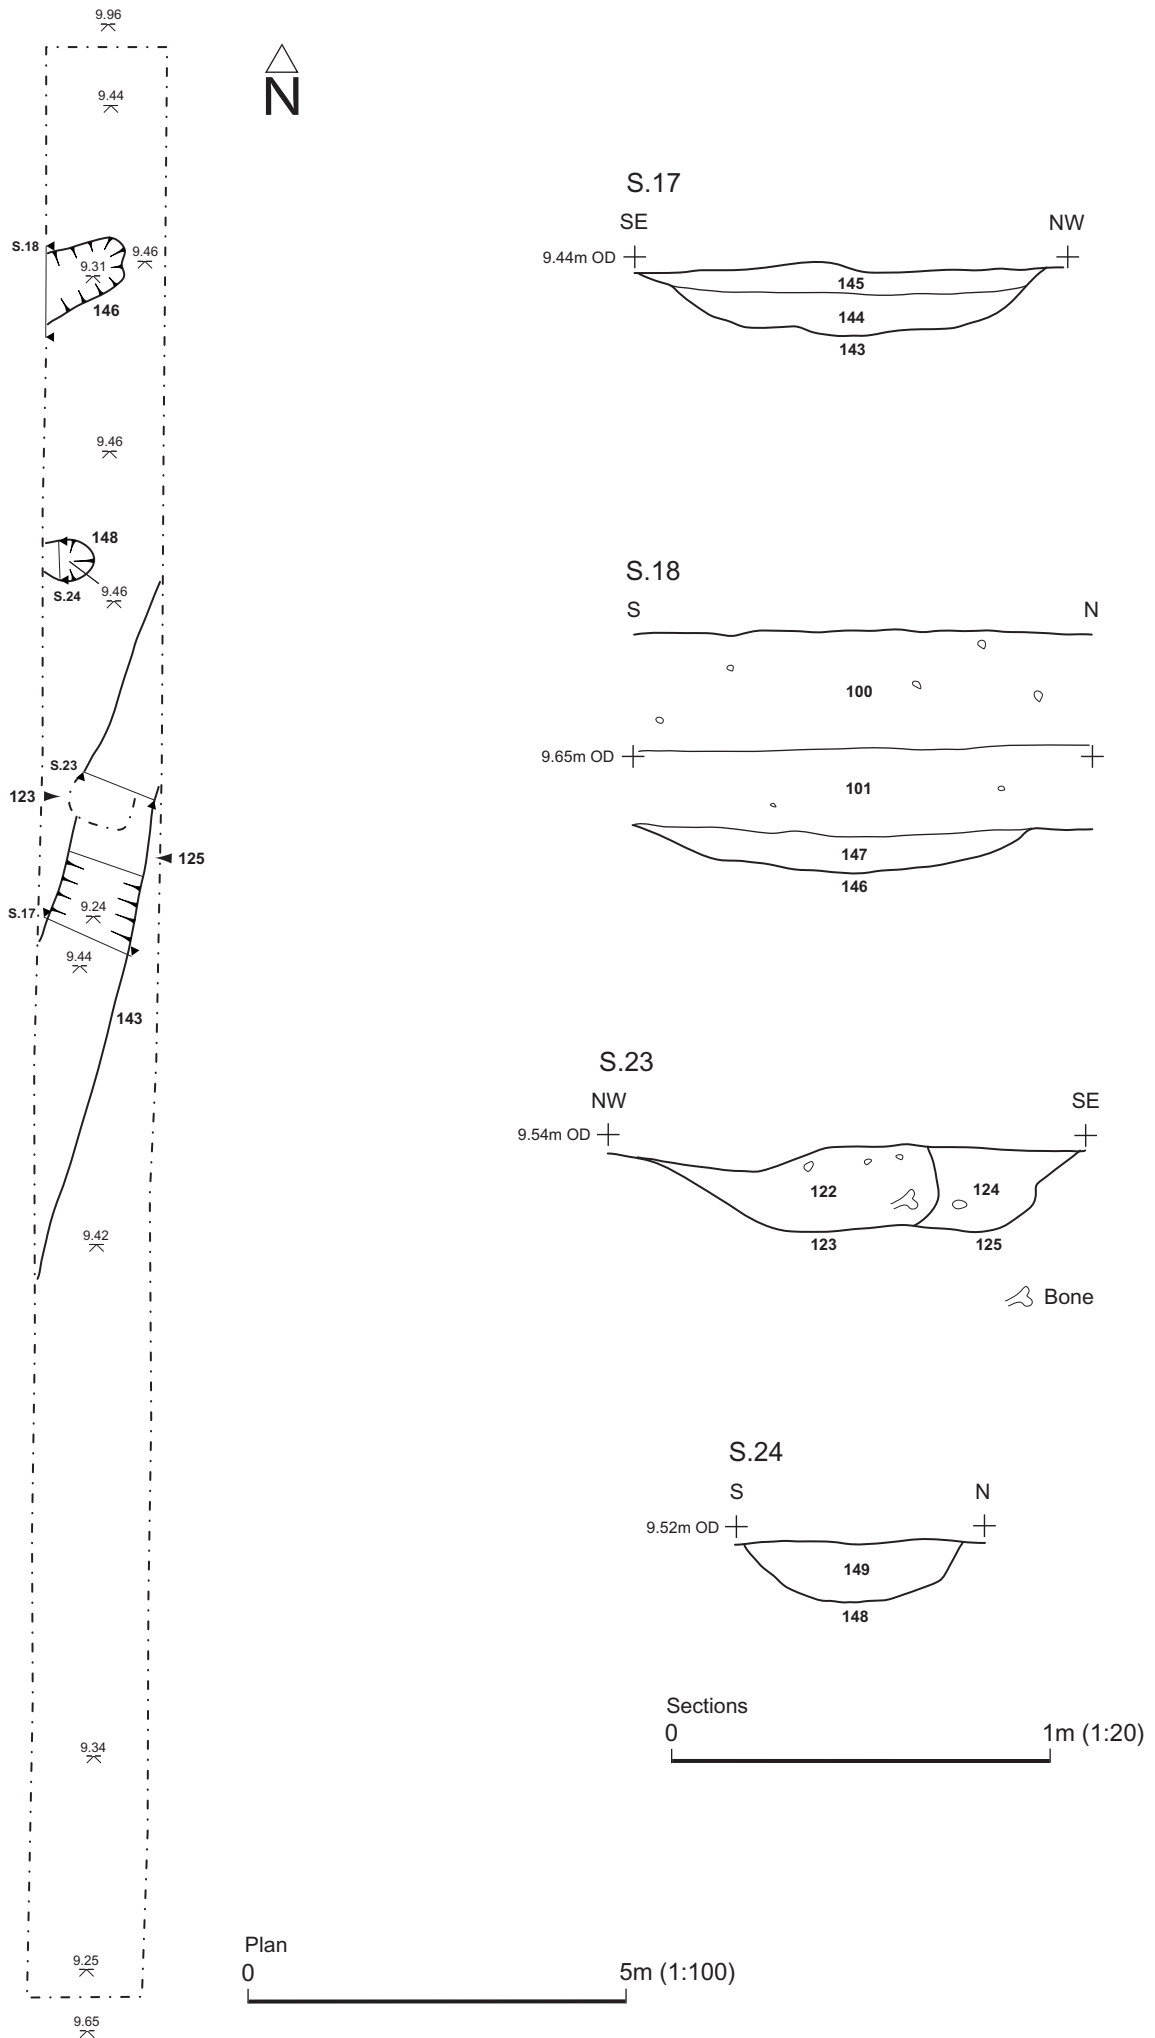 9.96
9.44
N
S.18
9.46
9.31
146
9.46
148
9.46
S.24
S.23
123
125
S.17
9.24
9.44
143
9.42
9.34
9.25
9.65
Plan
0 5m (1:100)
S.17
SE NW
9.44m OD
145
144
143
S.18
S N
100
9.65m OD
101
147
146
S.23
NW SE
9.54m OD
122 124
123 125
Bone
S.24
S N
9.52m OD
149
148
Sections
0 1m (1:20)